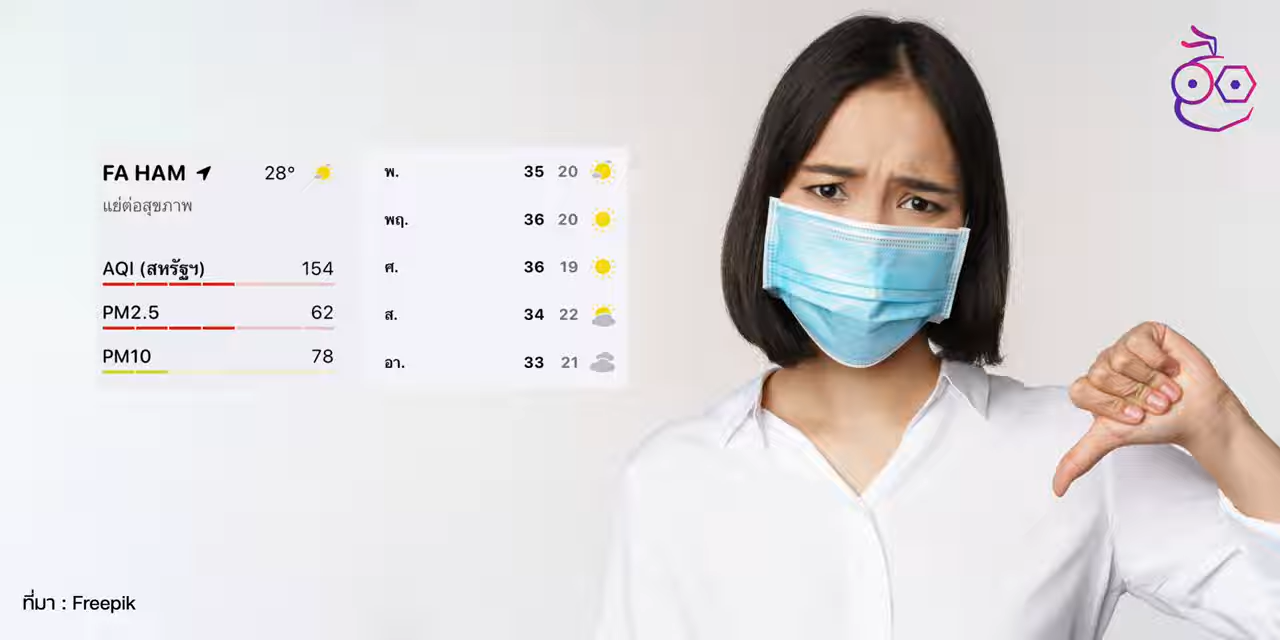 FA HAM 28°
แย่ต่อสุขภาพ
AQI (สหรัฐฯ) 154
PM2.5 62
PM10 78
พ. 35 20
พฤ. 36 20
ศ. 36 19
ส. 34 22
อา. 33 21
ที่มา : Freepik